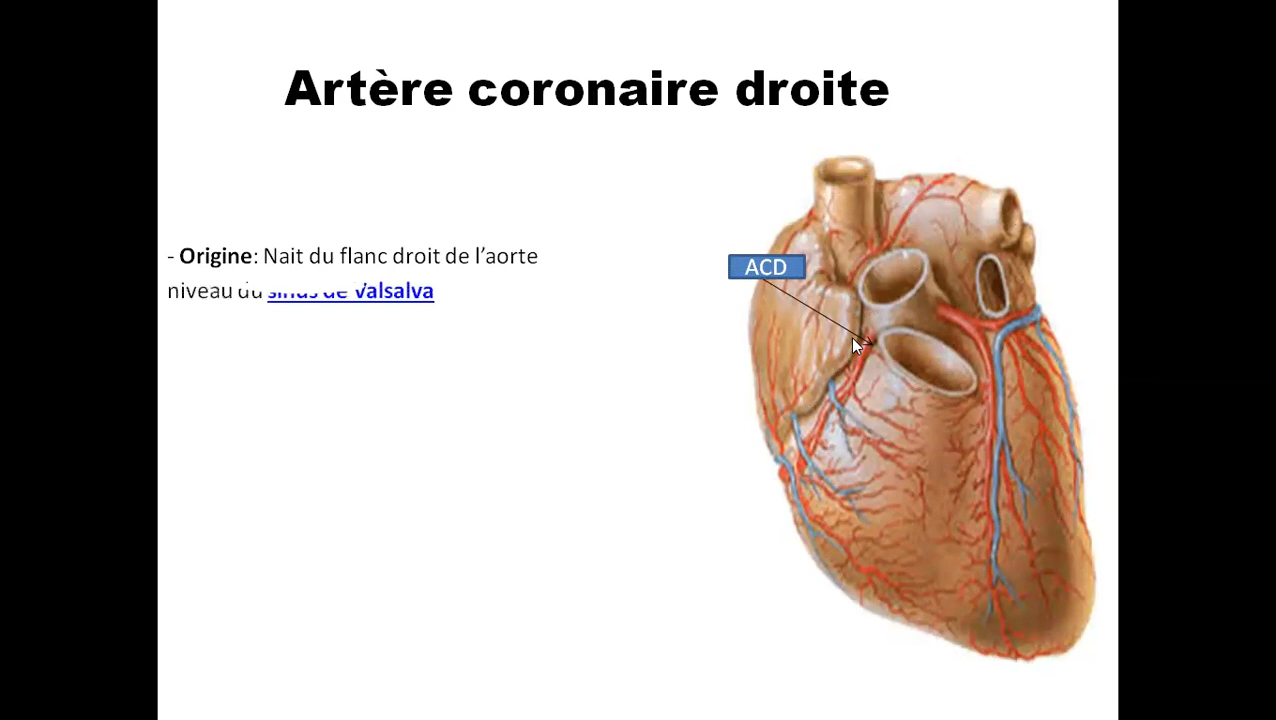 Artère coronaire droite
- Origine: Nait du flanc droit de l’aorte
niveau du sinus de Valsalva
ACD